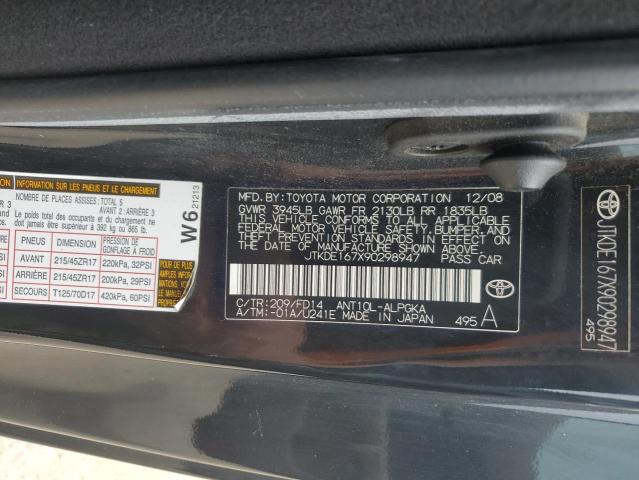 3
INFORMATION SUR LES PNEUS ET LE CHARGEMENT
NOMBRE DE PLACES ASSISES: TOTAL 5
AVANT 2: ARRIÈRE 3
Le poids total des occupants et du chargement ne
doit jamais être supérieur à 392 kg ou 865 lb.
PNEUS DIMENSION PRESSION DE GONFLAGE À FROID
PSI AVANT 215/45ZR17 220kPa, 32PSI
PSI ARRIÈRE 215/45ZR17 200kPa, 29PSI
PSI SECOURS T125/70D17 420kPa, 60PSI
W6 21213
MFD.BY:TOYOTA MOTOR CORPORATION 12/08
GVWR 3945LB GAWR FR 2130LB RR 1835LB
THIS VEHICLE CONFORMS TO ALL APPLICABLE
FEDERAL MOTOR VEHICLE SAFETY,BUMPER,AND
THEFT PREVENTION STANDARDS IN EFFECT ON
THE DATE OF MANUFACTURE SHOWN ABOVE.
JTKDE167X90298947 PASS CAR
C/TR:209/FD14 ANT10L-ALPGKA
A/TM:-01A/U241E MADE IN JAPAN
495 A
JTKDE167X90298947
495